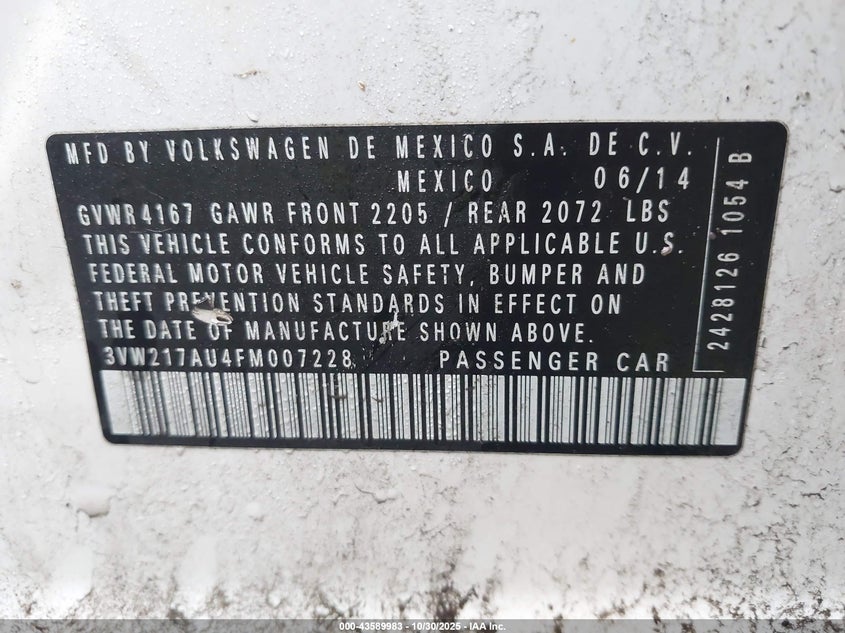 MFD BY VOLKSWAGEN DE MEXICO S.A. DE C.V.
MEXICO 06/14
GVWR4167 GAWR FRONT 2205 / REAR 2072 LBS
THIS VEHICLE CONFORMS TO ALL APPLICABLE U.S.
FEDERAL MOTOR VEHICLE SAFETY, BUMPER AND
THEFT PREVENTION STANDARDS IN EFFECT ON
THE DATE OF MANUFACTURE SHOWN ABOVE.
3VW217AU4FM007228 PASSENGER CAR
2428126 1054 B
000-43589983 - 10/30/2025 - IAA, Inc.